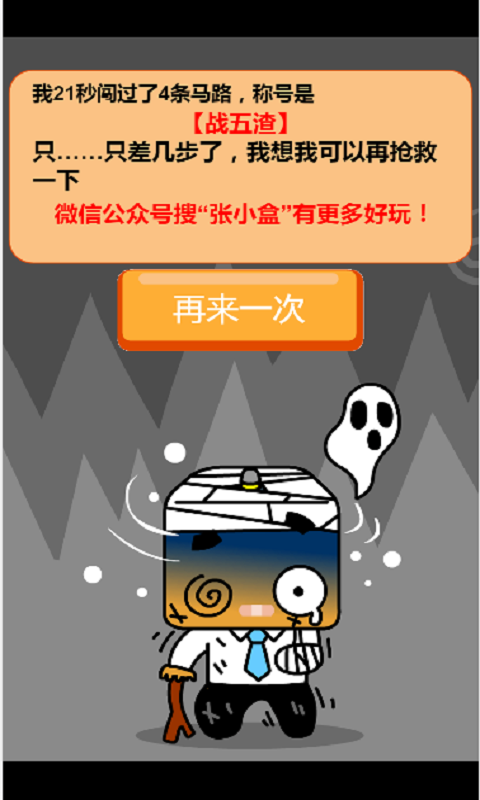 我21秒闯过了4条马路，称号是
【战五渣】
只……只差几步了，我想我可以再抢救
一下
微信公众号搜“张小盒”有更多好玩！
再来一次